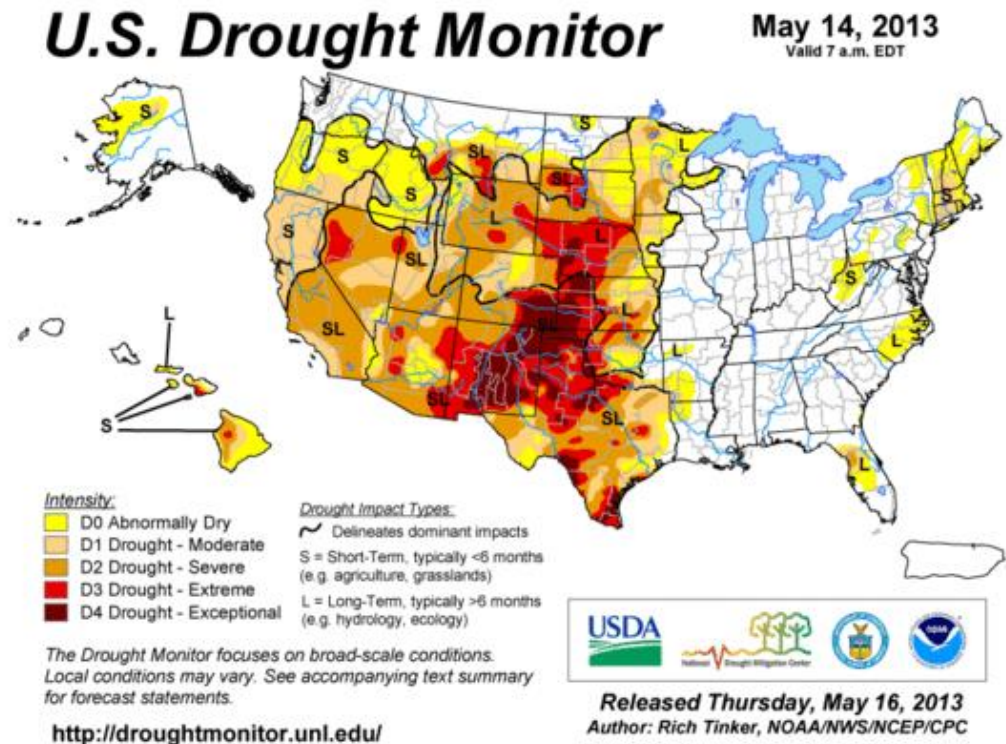 U.S. Drought Monitor
May 14, 2013
Valid 7 a.m. EDT
S
S
SL
S
L
S
SL
L
S
S
L
L
S
SL
L
S
L
SL
SL
L
L
L
SL
L
S
Intensity:
D0 Abnormally Dry
D1 Drought - Moderate
D2 Drought - Severe
D3 Drought - Extreme
D4 Drought - Exceptional
Drought Impact Types:
Delineates dominant impacts
S = Short-Term, typically <6 months
(e.g. agriculture, grasslands)
L = Long-Term, typically >6 months
(e.g. hydrology, ecology)
The Drought Monitor focuses on broad-scale conditions.
Local conditions may vary. See accompanying text summary
for forecast statements.
http://droughtmonitor.unl.edu/
USDA
National Drought Mitigation Center
Released Thursday, May 16, 2013
Author: Rich Tinker, NOAA/NWS/NCEP/CPC